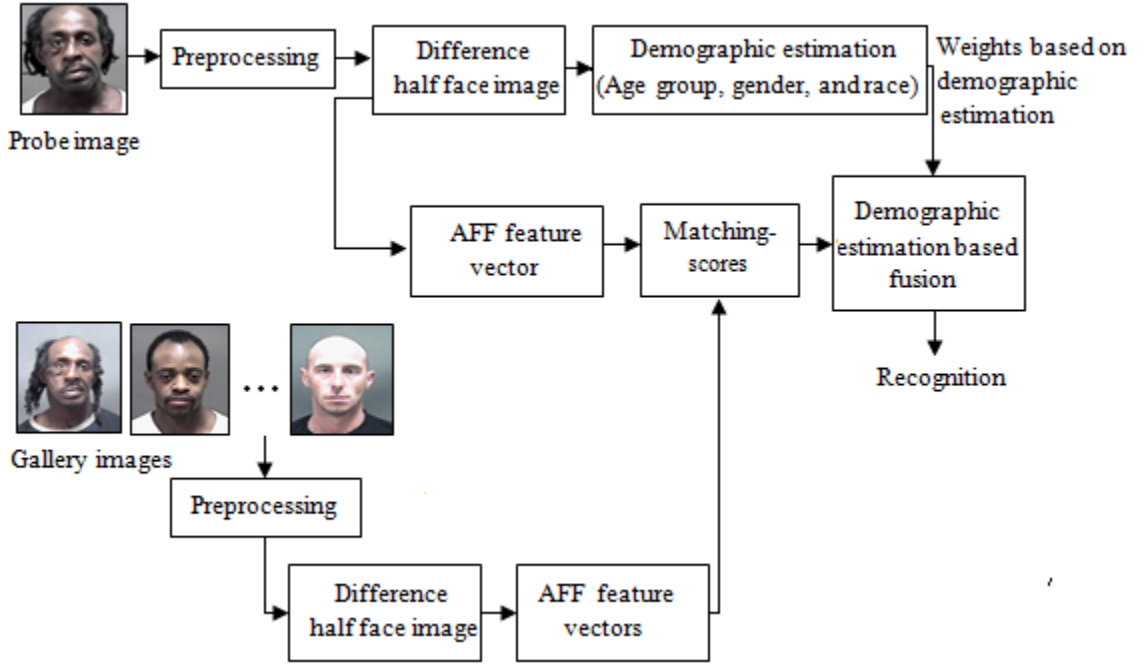 Probe image
Preprocessing
Difference
half face image
Demographic estimation
(Age group, gender, and race)
Weights based on
demographic
estimation
AFF feature
vector
Matching-
scores
Demographic
estimation based
fusion
Recognition
...
Gallery images
Preprocessing
Difference
half face image
AFF feature
vectors